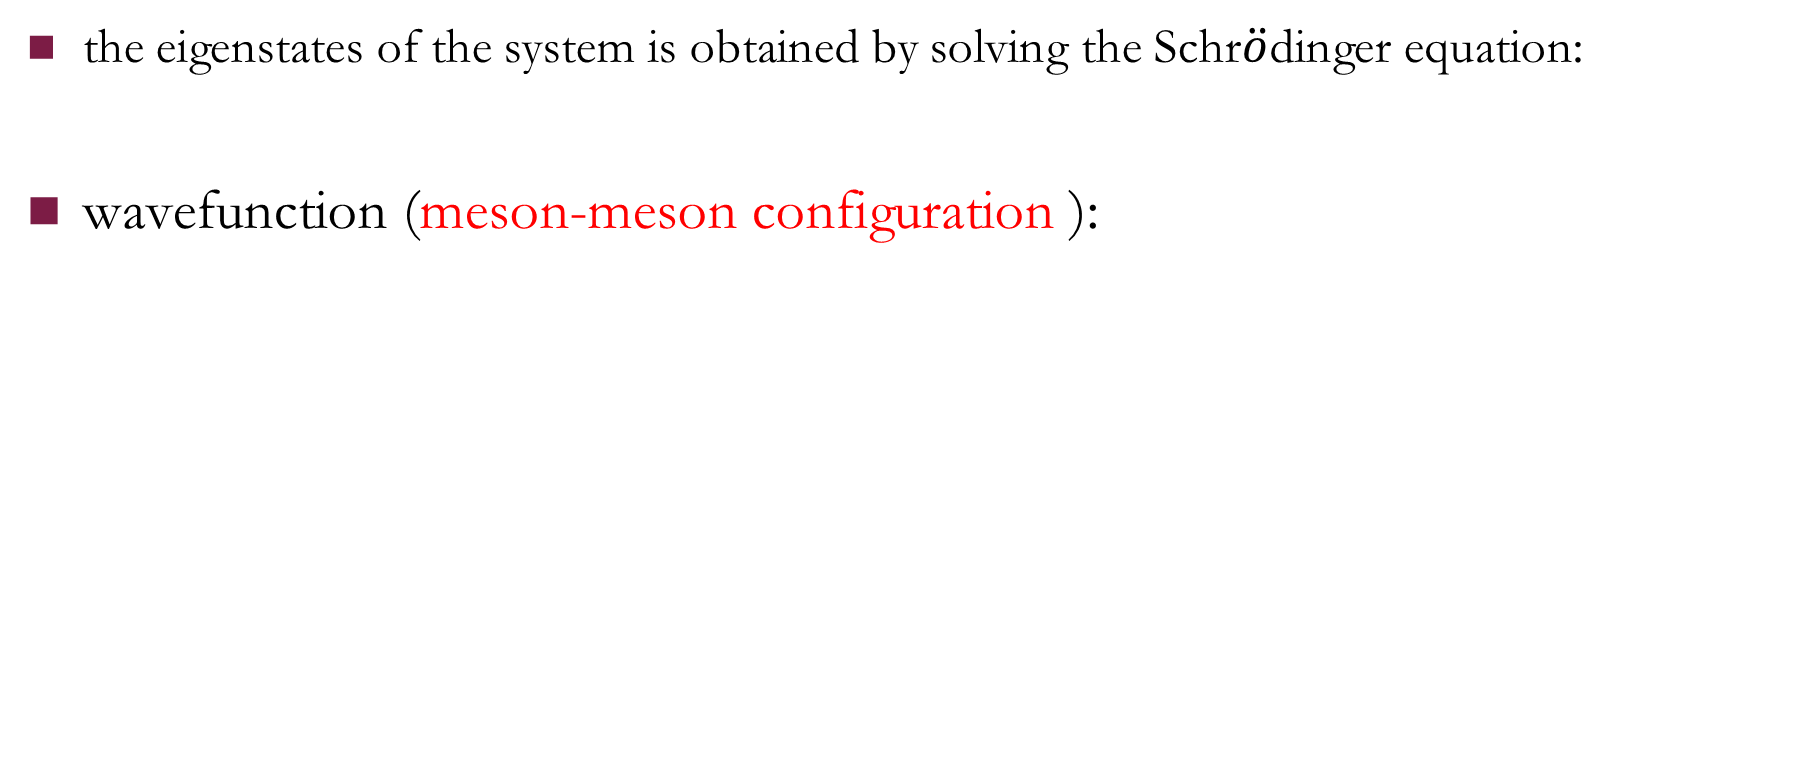 ■ the eigenstates of the system is obtained by solving the Schrödinger equation:
■ wavefunction (meson-meson configuration ):